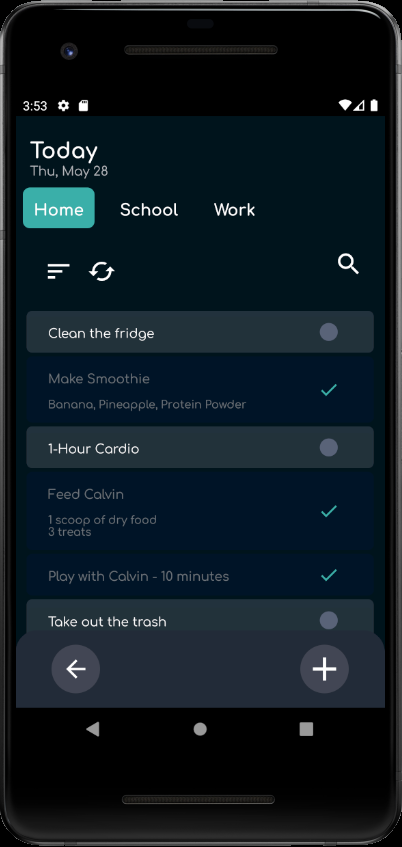 3:53
Today
Thu, May 28
Home School Work
Clean the fridge
Make Smoothie
Banana, Pineapple, Protein Powder
1-Hour Cardio
Feed Calvin
1 scoop of dry food
3 treats
Play with Calvin - 10 minutes
Take out the trash